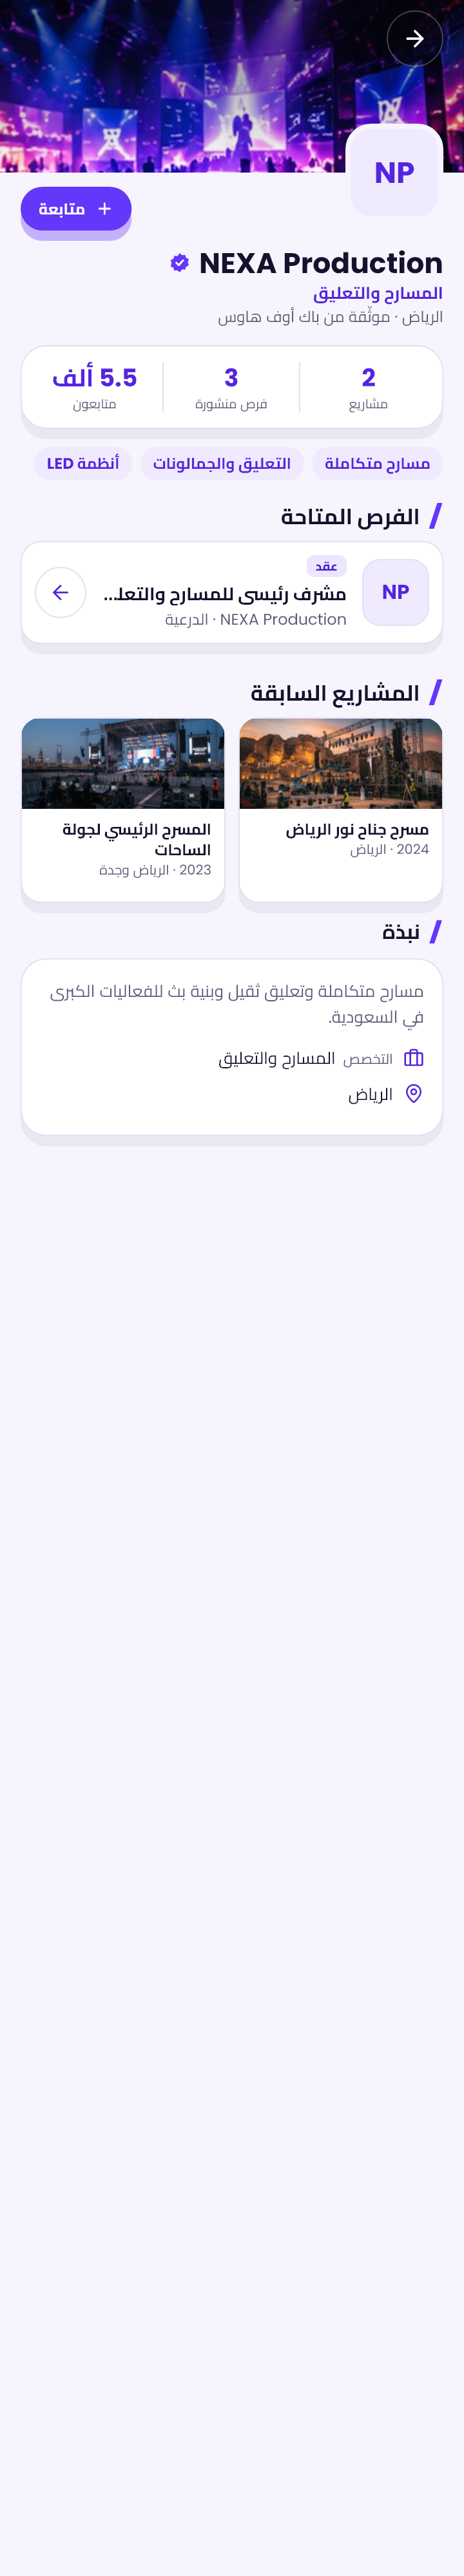 NP
متابعة
NEXA Production
المسارح والتعليق
الرياض · موثّقة من باك أوف هاوس
2
مشاريع
3
فرص منشورة
5.5 ألف
متابعون
مسارح متكاملة
التعليق والجمالونات
أنظمة LED
الفرص المتاحة
NP
عقد
مشرف رئيسي للمسارح والتعلـ...
NEXA Production · الدرعية
المشاريع السابقة
مسرح جناح نور الرياض
2024 · الرياض
المسرح الرئيسي لجولة
الساحات
2023 · الرياض وجدة
نبذة
مسارح متكاملة وتعليق ثقيل وبنية بث للفعاليات الكبرى
في السعودية.
التخصص المسارح والتعليق
الرياض